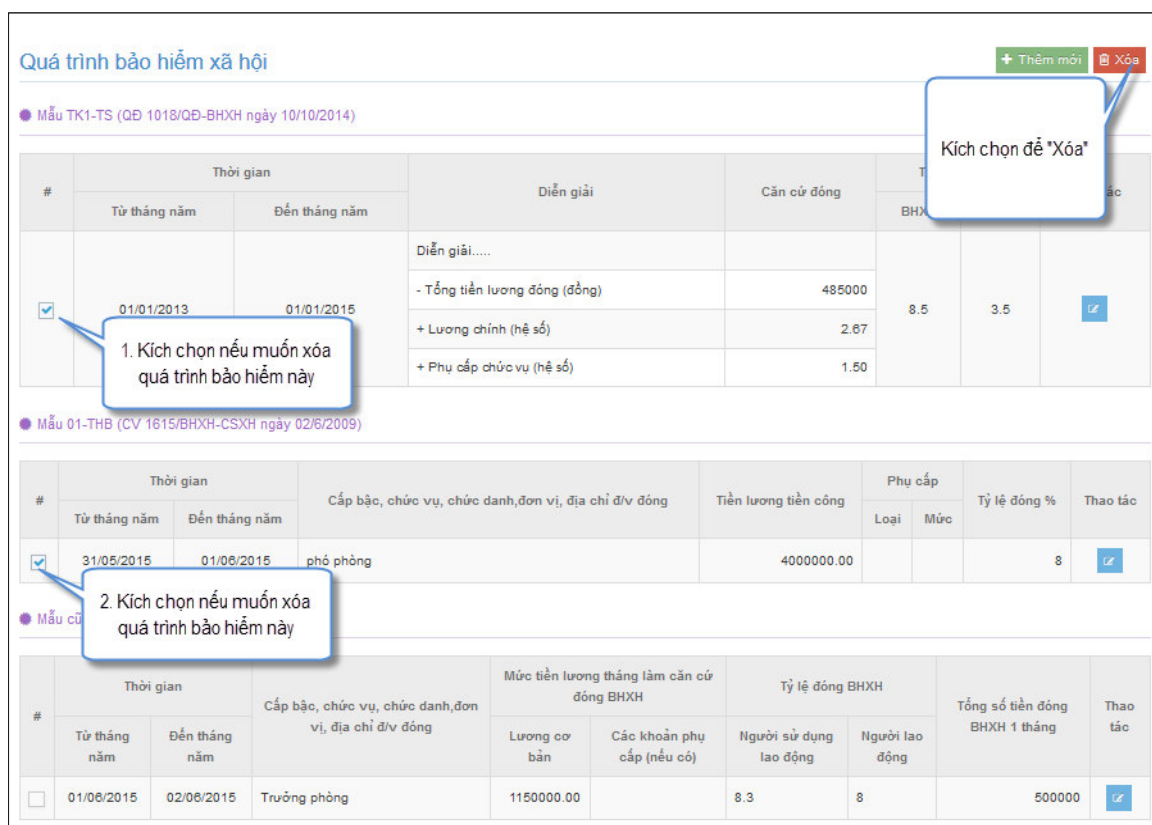 Quá trình bảo hiểm xã hội
Thêm mới
Xóa
Mẫu TK1-TS (QĐ 1018/QĐ-BHXH ngày 10/10/2014)
Kích chọn để "Xóa"
#
Thời gian
Diễn giải
Căn cứ đóng
T
ác
Từ tháng năm
Đến tháng năm
BHX
Diễn giải.....
01/01/2013
01/01/2015
- Tổng tiền lương đóng (đồng)
485000
8.5
3.5
+ Lương chính (hệ số)
2.67
+ Phụ cấp chức vụ (hệ số)
1.50
1. Kích chọn nếu muốn xóa
quá trình bảo hiểm này
Mẫu 01-THB (CV 1615/BHXH-CSXH ngày 02/6/2009)
#
Thời gian
Cấp bậc, chức vụ, chức danh,đơn vị, địa chỉ đ/v đóng
Tiền lương tiền công
Phụ cấp
Tỷ lệ đóng %
Thao tác
Từ tháng năm
Đến tháng năm
Loại
Mức
31/05/2015
01/06/2015
phó phòng
4000000.00
8
2. Kích chọn nếu muốn xóa
quá trình bảo hiểm này
Mẫu cũ
#
Thời gian
Cấp bậc, chức vụ, chức danh,đơn
vị, địa chỉ đ/v đóng
Mức tiền lương tháng làm căn cứ
đóng BHXH
Tỷ lệ đóng BHXH
Tổng số tiền đóng
BHXH 1 tháng
Thao
tác
Từ tháng
năm
Đến tháng
năm
Lương cơ
bản
Các khoản phụ
cấp (nếu có)
Người sử dụng
lao động
Người lao
động
01/06/2015
02/06/2015
Trưởng phòng
1150000.00
8.3
8
500000